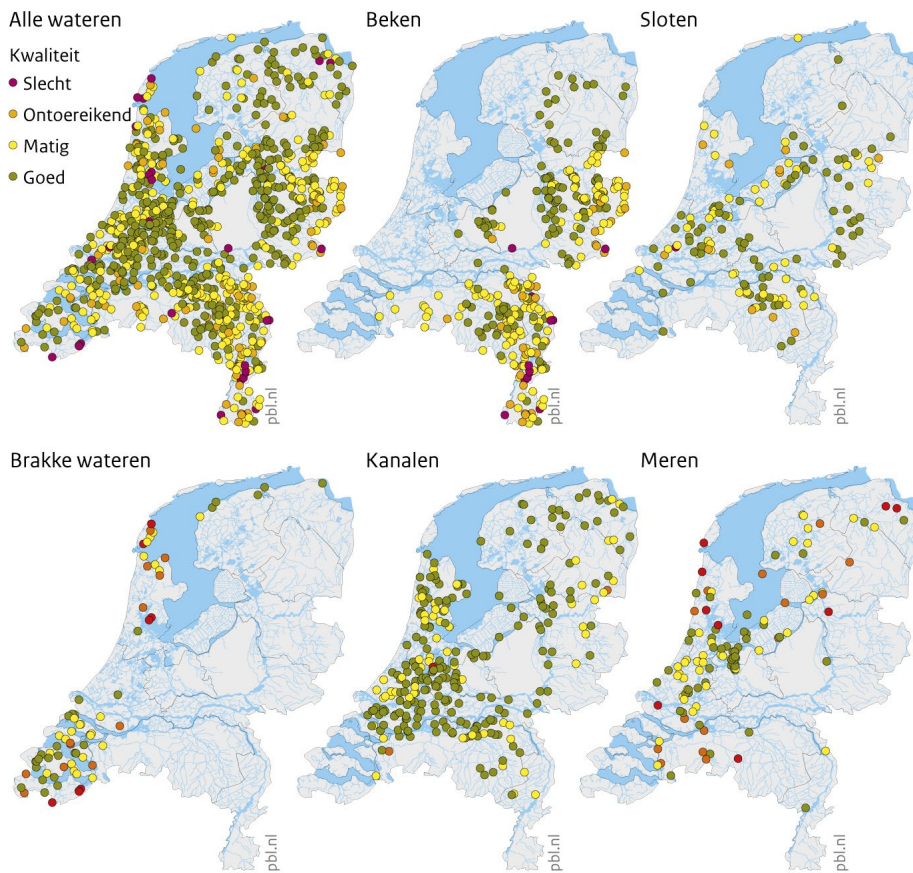 Alle wateren
Kwaliteit
Slecht
Ontoereikend
Matig
Goed
pbl.nl
Beken
pbl.nl
Sloten
pbl.nl
Brakke wateren
pbl.nl
Kanalen
pbl.nl
Meren
pbl.nl